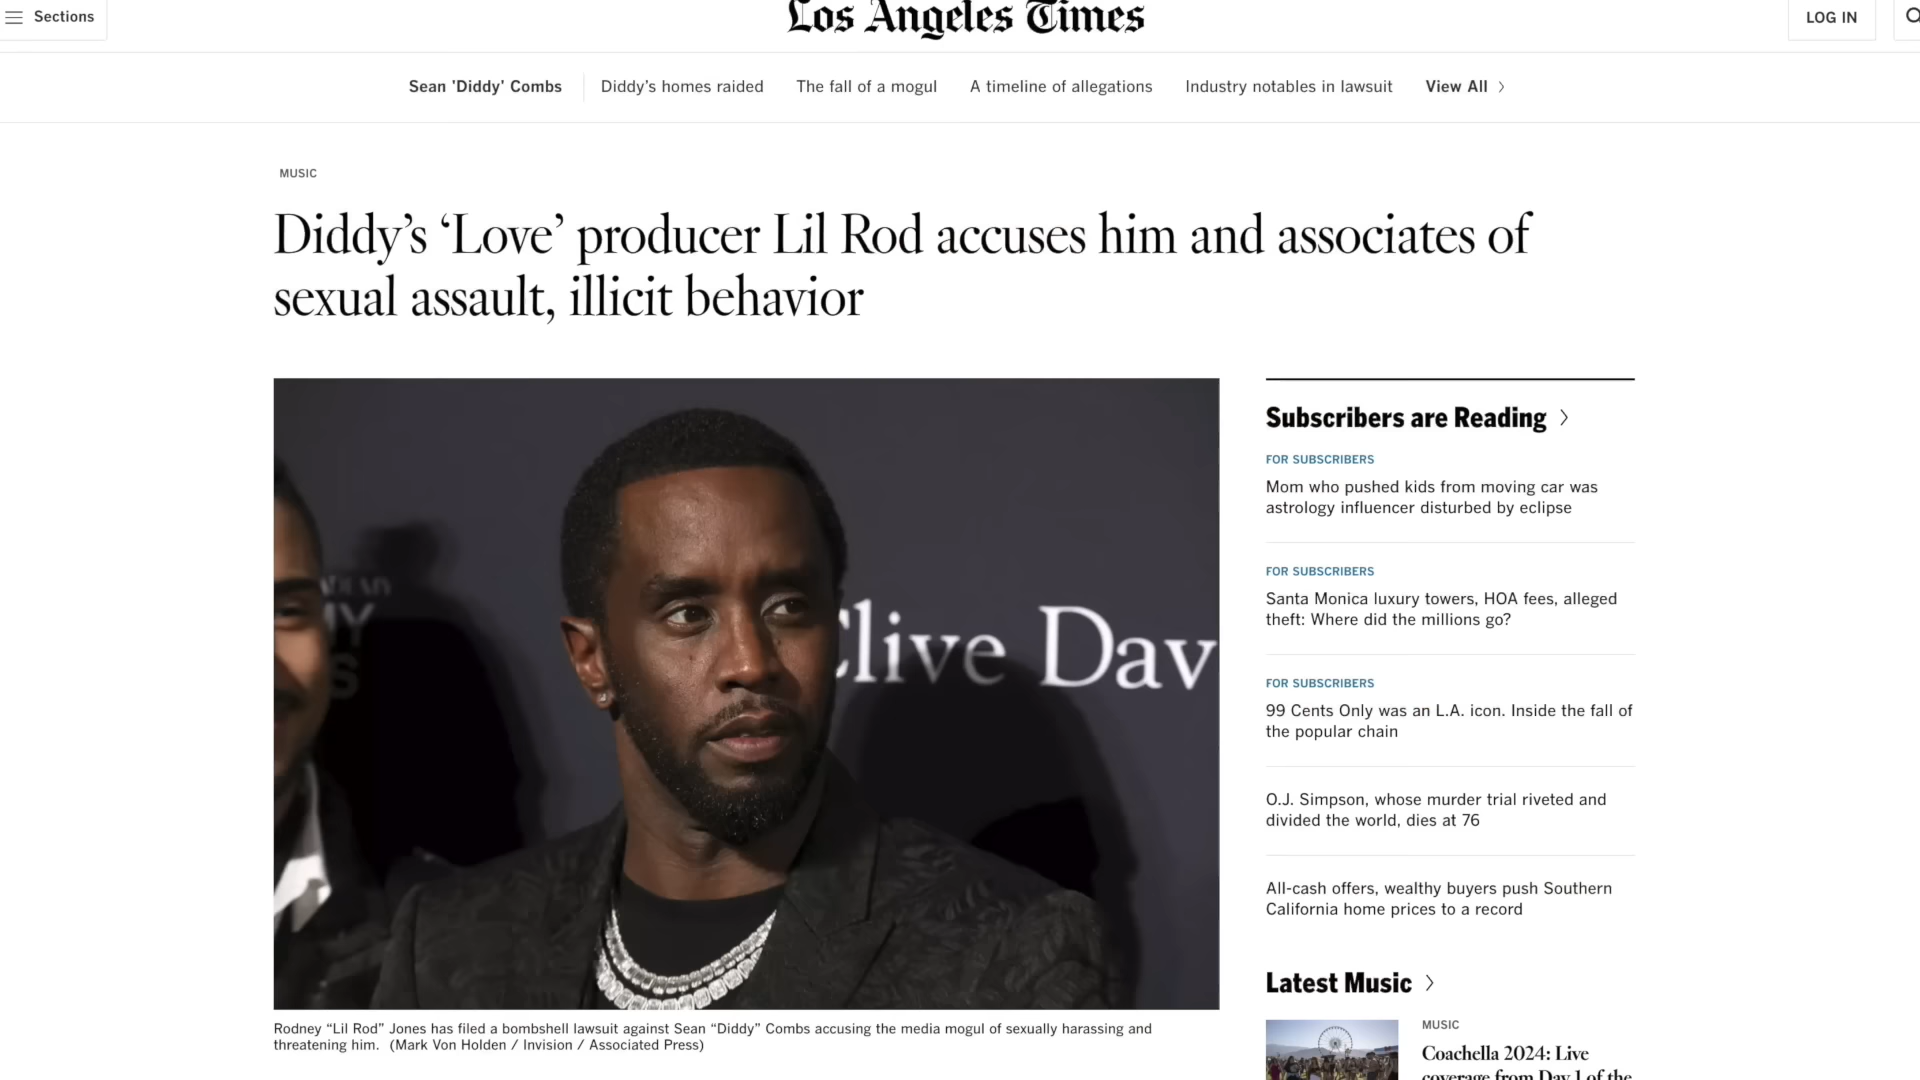 Sections
Los Angeles Times
LOG IN
Sean 'Diddy' Combs
Diddy's homes raided
The fall of a mogul
A timeline of allegations
Industry notables in lawsuit
View All
MUSIC
Diddy's ‘Love’ producer Lil Rod accuses him and associates of
sexual assault, illicit behavior
Clive Dav
Rodney “Lil Rod” Jones has filed a bombshell lawsuit against Sean “Diddy” Combs accusing the media mogul of sexually harassing and
threatening him. (Mark Von Holden / Invision / Associated Press)
Subscribers are Reading
FOR SUBSCRIBERS
Mom who pushed kids from moving car was
astrology influencer disturbed by eclipse
FOR SUBSCRIBERS
Santa Monica luxury towers, HOA fees, alleged
theft: Where did the millions go?
FOR SUBSCRIBERS
99 Cents Only was an L.A. icon. Inside the fall of
the popular chain
O.J. Simpson, whose murder trial riveted and
divided the world, dies at 76
All-cash offers, wealthy buyers push Southern
California home prices to a record
Latest Music
MUSIC
Coachella 2024: Live
coverage from Day 1 of the